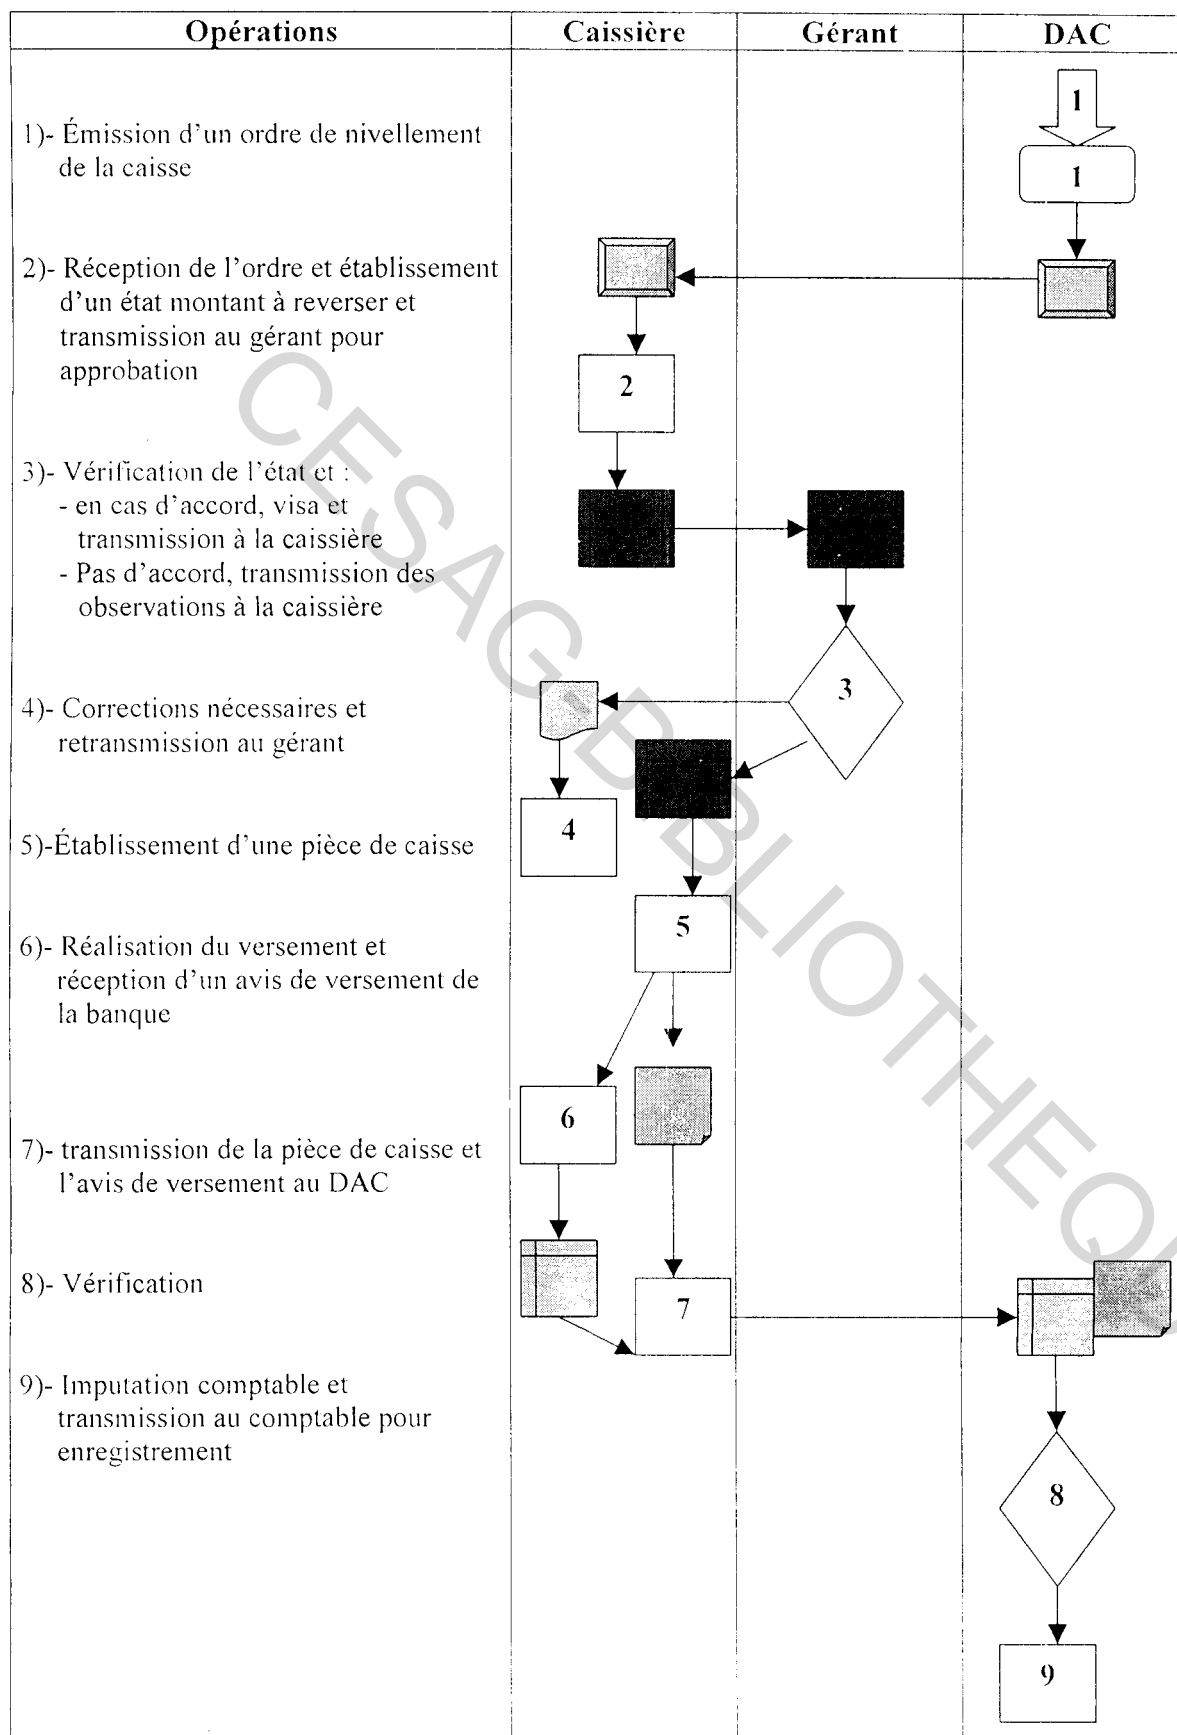 Opérations
Caissière
Gérant
DAC
1
1)- Émission d'un ordre de nivellement
de la caisse
1
2)- Réception de l'ordre et établissement
d'un état montant à reverser et
transmission au gérant pour
approbation
2
3)- Vérification de l'état et :
- en cas d'accord, visa et
transmission à la caissière
- Pas d'accord, transmission des
observations à la caissière
3
4)- Corrections nécessaires et
retransmission au gérant
4
5)-Établissement d'une pièce de caisse
5
6)- Réalisation du versement et
réception d'un avis de versement de
la banque
6
7)- transmission de la pièce de caisse et
l'avis de versement au DAC
8)- Vérification
7
9)- Imputation comptable et
transmission au comptable pour
enregistrement
8
9
CESAG-BIBLIOTHEQU